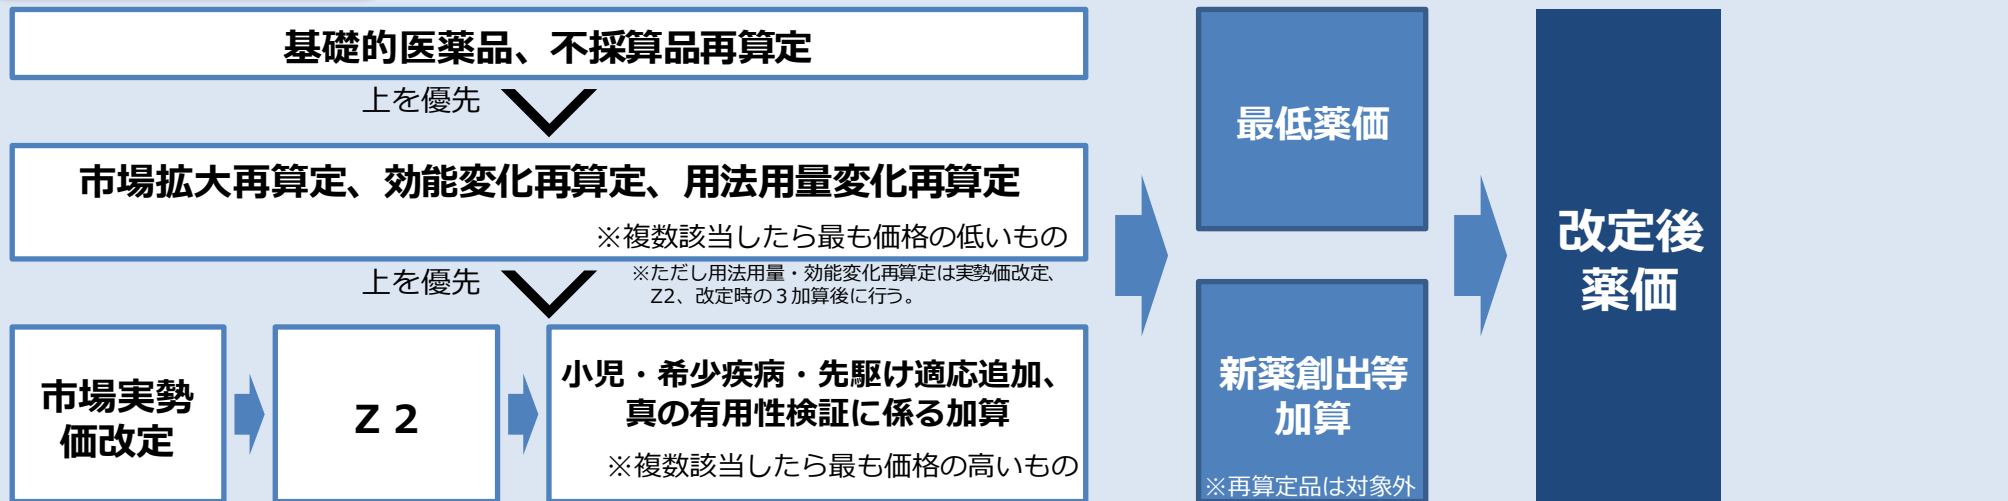 基礎的医薬品、不採算品再算定
上を優先
市場拡大再算定、効能変化再算定、用法用量変化再算定
※複数該当したら最も価格の低いもの
上を優先
※ただし用法用量・効能変化再算定は実勢価改定、
Z2、改定時の３加算後に行う。
市場実勢
価改定
Z 2
小児・希少疾病・先駆け適応追加、
真の有用性検証に係る加算
※複数該当したら最も価格の高いもの
最低薬価
新薬創出等
加算
※再算定品は対象外
改定後
薬価